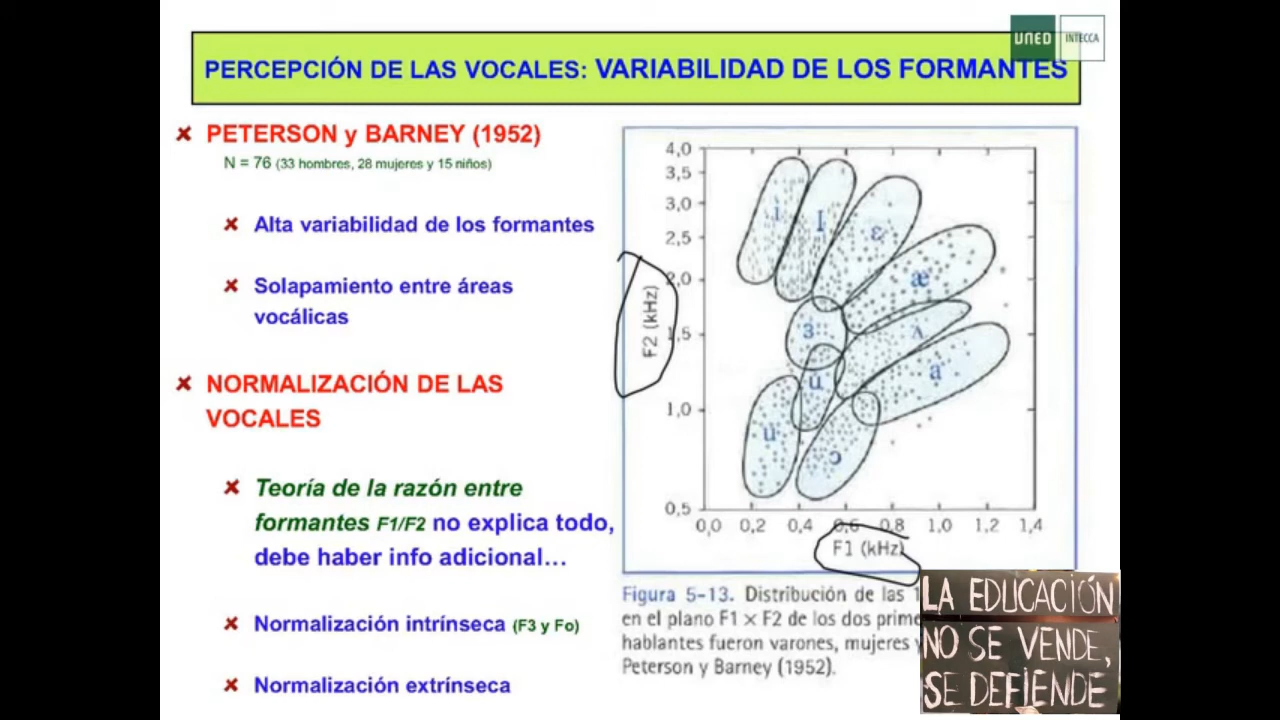 UNED
INTECCA
PERCEPCIÓN DE LAS VOCALES: VARIABILIDAD DE LOS FORMANTES
PETERSON y BARNEY (1952)
N = 76 (33 hombres, 28 mujeres y 15 niños)
Alta variabilidad de los formantes
Solapamiento entre áreas
vocálicas
NORMALIZACIÓN DE LAS
VOCALES
Teoría de la razón entre
formantes F1/F2 no explica todo,
debe haber info adicional…
Normalización intrínseca (F3 y Fo)
Normalización extrínseca
4,0
3,5
3,0
2,5
2,0
1,5
1,0
0,5
F2 (kHz)
i
I
ɛ
æ
ɜ
ʌ
a
u
u
ɔ
0,0 0,2 0,4 0,6 0,8 1,0 1,2 1,4
F1 (kHz)
Figura 5-13. Distribución de las
en el plano F1 × F2 de los dos
hablantes fueron varones, mujeres
Peterson y Barney (1952).
LA EDUCACIÓN
NO SE VENDE,
SE DEFIENDE